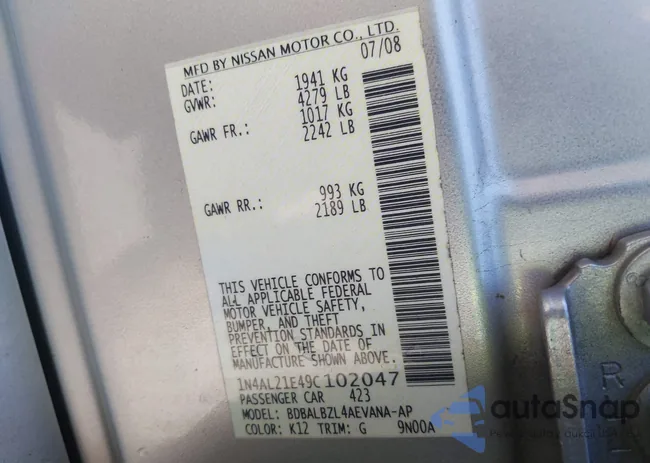 MFD BY NISSAN MOTOR CO., LTD.
DATE: 07/08
GVWR: 1941 KG
4279 LB
GAWR FR.: 1017 KG
2242 LB
GAWR RR.: 993 KG
2189 LB
THIS VEHICLE CONFORMS TO
ALL APPLICABLE FEDERAL
MOTOR VEHICLE SAFETY,
BUMPER, AND THEFT
PREVENTION STANDARDS IN
EFFECT ON THE DATE OF
MANUFACTURE SHOWN ABOVE.
1N4AL21E49C102047
PASSENGER CAR 423
MODEL: BDBALBZL4AEVANA-AP
COLOR: K12 TRIM: G 9N00A
autoSnap
R
L